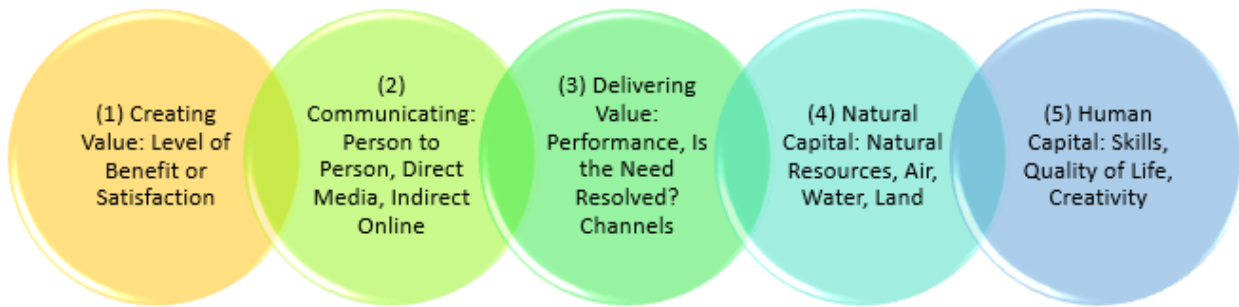 (1) Creating
Value: Level of
Benefit or
Satisfaction
(2)
Communicating:
Person to
Person, Direct
Media, Indirect
Online
(3) Delivering
Value:
Performance, Is
the Need
Resolved?
Channels
(4) Natural
Capital: Natural
Resources, Air,
Water, Land
(5) Human
Capital: Skills,
Quality of Life,
Creativity